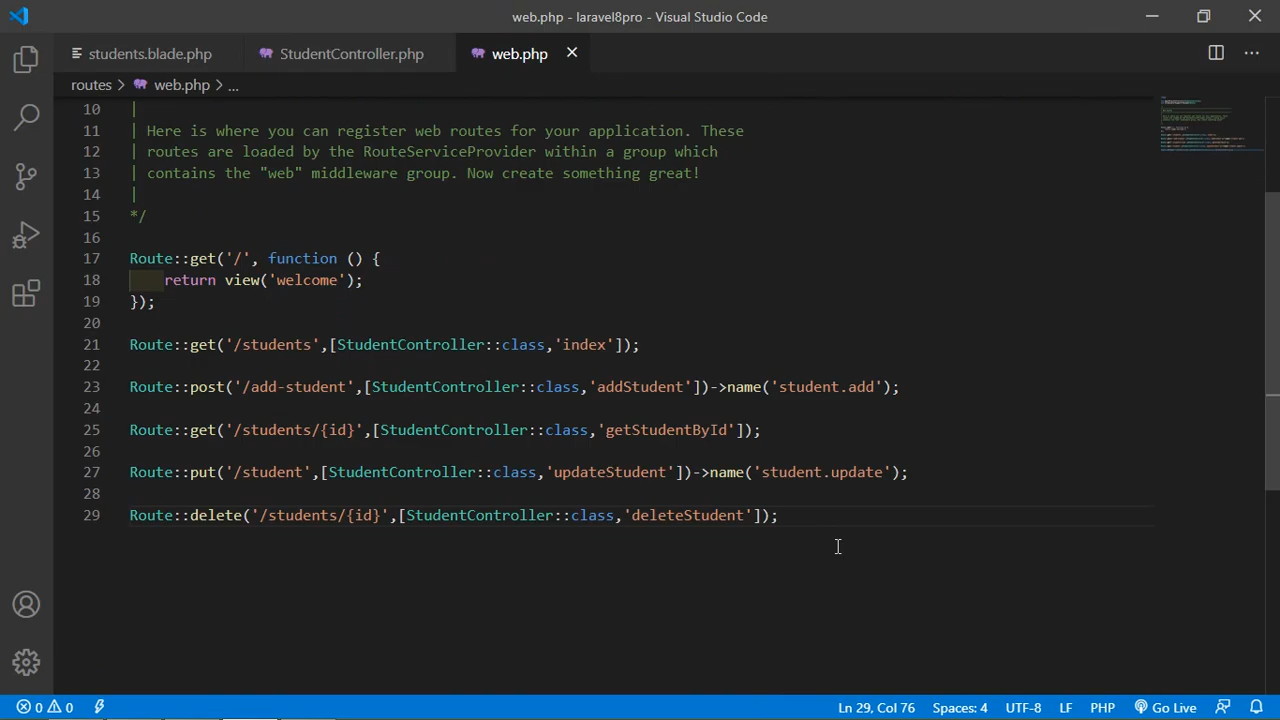 web.php - laravel8pro - Visual Studio Code
students.blade.php StudentController.php web.php
routes > web.php > ...
10 |
11 | Here is where you can register web routes for your application. These
12 | routes are loaded by the RouteServiceProvider within a group which
13 | contains the "web" middleware group. Now create something great!
14 |
15 */
16
17 Route::get('/', function () {
18 return view('welcome');
19 });
20
21 Route::get('/students',[StudentController::class,'index']);
22
23 Route::post('/add-student',[StudentController::class,'addStudent'])->name('student.add');
24
25 Route::get('/students/{id}',[StudentController::class,'getStudentById']);
26
27 Route::put('/student',[StudentController::class,'updateStudent'])->name('student.update');
28
29 Route::delete('/students/{id}',[StudentController::class,'deleteStudent']);
0 0 Ln 29, Col 76 Spaces: 4 UTF-8 LF PHP Go Live